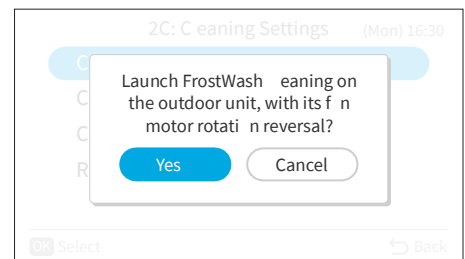 2C: C eaning Settings (Mon) 16:30
C
Launch FrostWash eaning on
C
the outdoor unit, with its f n
motor rotati n reversal?
C
R
Yes Cancel
OK Select Back